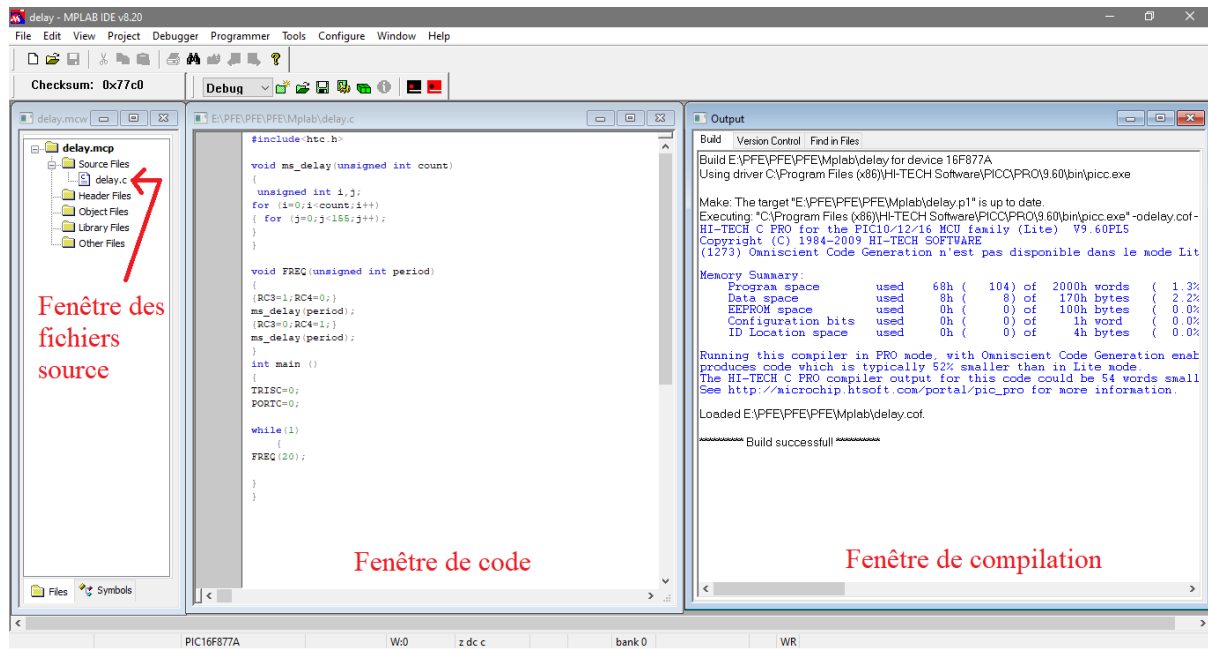 delay - MPLAB IDE v8.20
File Edit View Project Debugger Programmer Tools Configure Window Help
Checksum: 0x77c0
Debug
delay.mcw
delay.mcp
Source Files
delay.c
Header Files
Object Files
Library Files
Other Files
Fenêtre des
fichiers
source
Files Symbols
E:\PFE\PFE\PFE\Mplab\delay.c
#include<htc.h>
void ms_delay(unsigned int count)
{
unsigned int i,j;
for (i=0;i<count;i++)
{ for (j=0;j<155;j++);
}
}
void FREQ(unsigned int period)
{
{RC3=1;RC4=0;}
ms_delay(period);
{RC3=0;RC4=1;}
ms_delay(period);
}
int main ()
{
TRISC=0;
PORTC=0;
while(1)
{
FREQ(20);
}
}
Fenêtre de code
Output
Build Version Control Find in Files
Build E:\PFE\PFE\PFE\Mplab\delay for device 16F877A
Using driver C:\Program Files (x86)\HI-TECH Software\PICC\PRO\9.60\bin\picc.exe
Make: The target "E:\PFE\PFE\PFE\Mplab\delay.p1" is up to date.
Executing: "C:\Program Files (x86)\HI-TECH Software\PICC\PRO\9.60\bin\picc.exe" -odelay.cof -
HI-TECH C PRO for the PIC10/12/16 MCU family (Lite) V9.60PL5
Copyright (C) 1984-2009 HI-TECH SOFTWARE
(1273) Omniscient Code Generation n'est pas disponible dans le mode Lit
Memory Summary:
Program space used 68h ( 104) of 2000h words ( 1.3%
Data space used 8h ( 8) of 170h bytes ( 2.2%
EEPROM space used 0h ( 0) of 100h bytes ( 0.0%
Configuration bits used 0h ( 0) of 1h word ( 0.0%
ID Location space used 0h ( 0) of 4h bytes ( 0.0%
Running this compiler in PRO mode, with Omniscient Code Generation enab
produces code which is typically 52% smaller than in Lite mode.
The HI-TECH C PRO compiler output for this code could be 54 words small
See http://microchip.htsoft.com/portal/pic_pro for more information.
Loaded E:\PFE\PFE\PFE\Mplab\delay.cof.
********** Build successful! **********
Fenêtre de compilation
PIC16F877A W:0 z dc c bank 0 WR